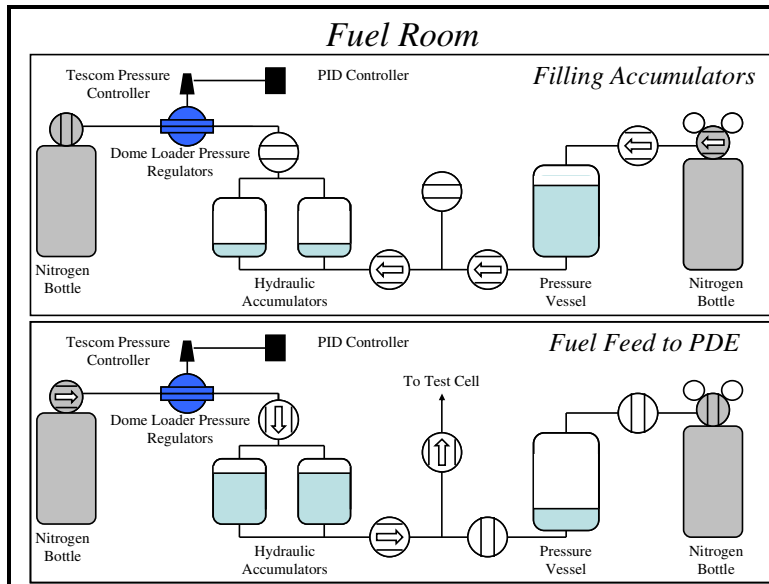 Fuel Room
Tescom Pressure
Controller
PID Controller
Filling Accumulators
Dome Loader Pressure
Regulators
Nitrogen
Bottle
Hydraulic
Accumulators
Pressure
Vessel
Nitrogen
Bottle
Tescom Pressure
Controller
PID Controller
Fuel Feed to PDE
To Test Cell
Dome Loader Pressure
Regulators
Nitrogen
Bottle
Hydraulic
Accumulators
Pressure
Vessel
Nitrogen
Bottle